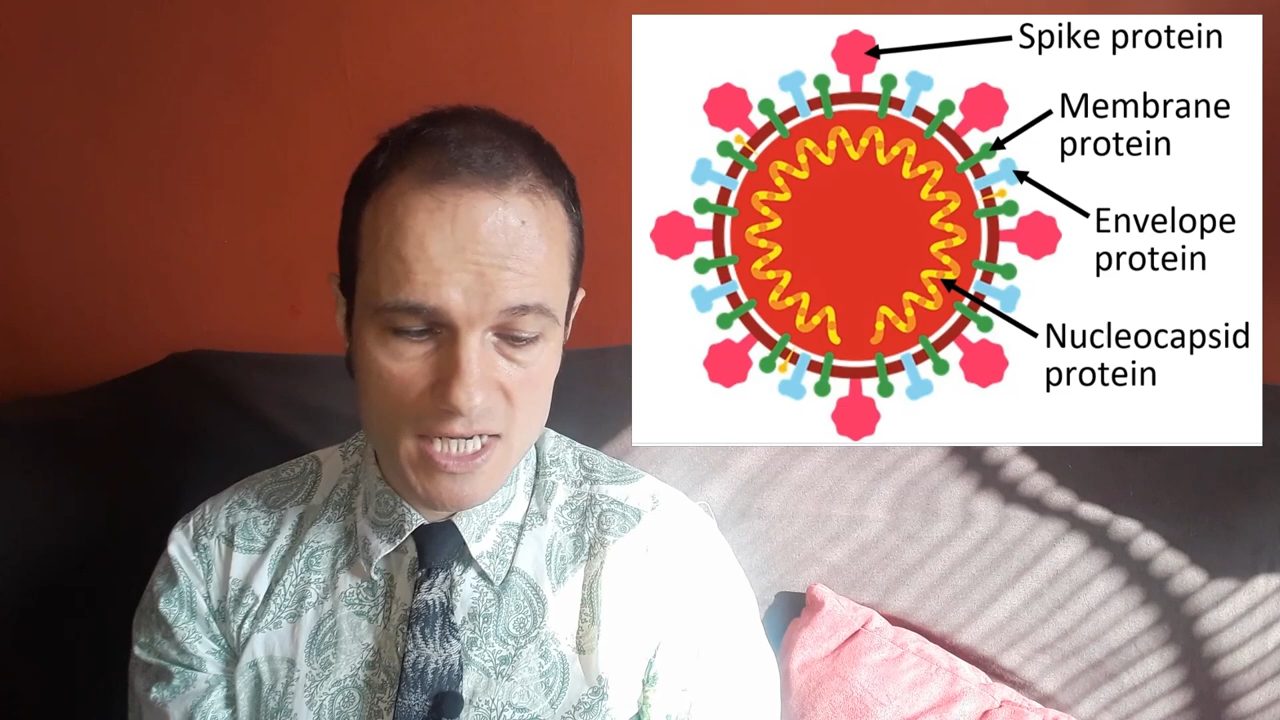 Spike protein
Membrane
protein
Envelope
protein
Nucleocapsid
protein